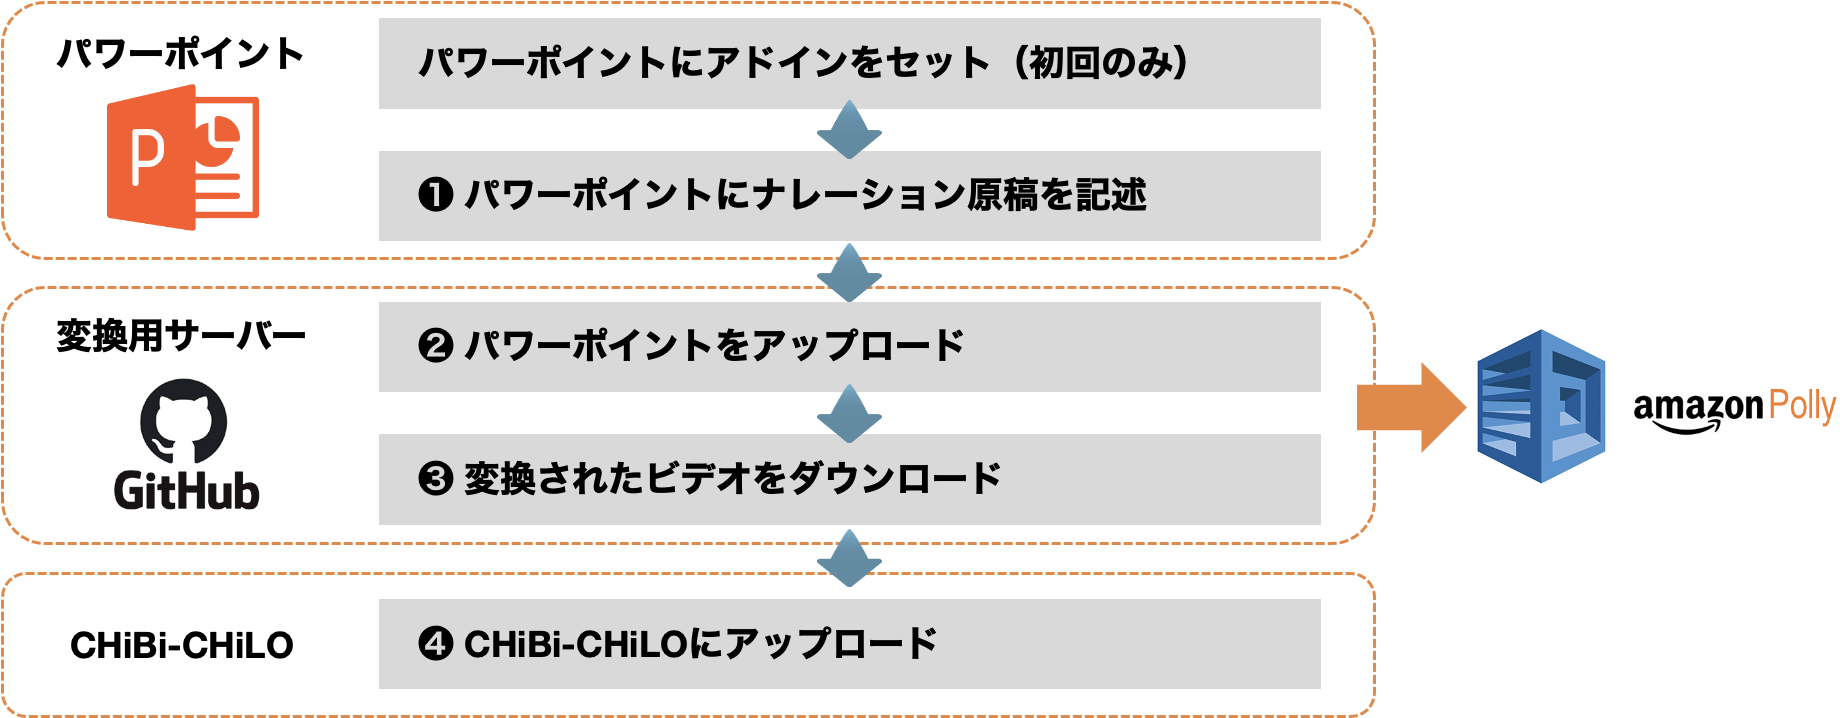 パワーポイント
P
パワーポイントにアドインをセット（初回のみ）
❶ パワーポイントにナレーション原稿を記述
変換用サーバー
GitHub
❷ パワーポイントをアップロード
❸ 変換されたビデオをダウンロード
amazon Polly
CHiBi-CHiLO
❹ CHiBi-CHiLOにアップロード